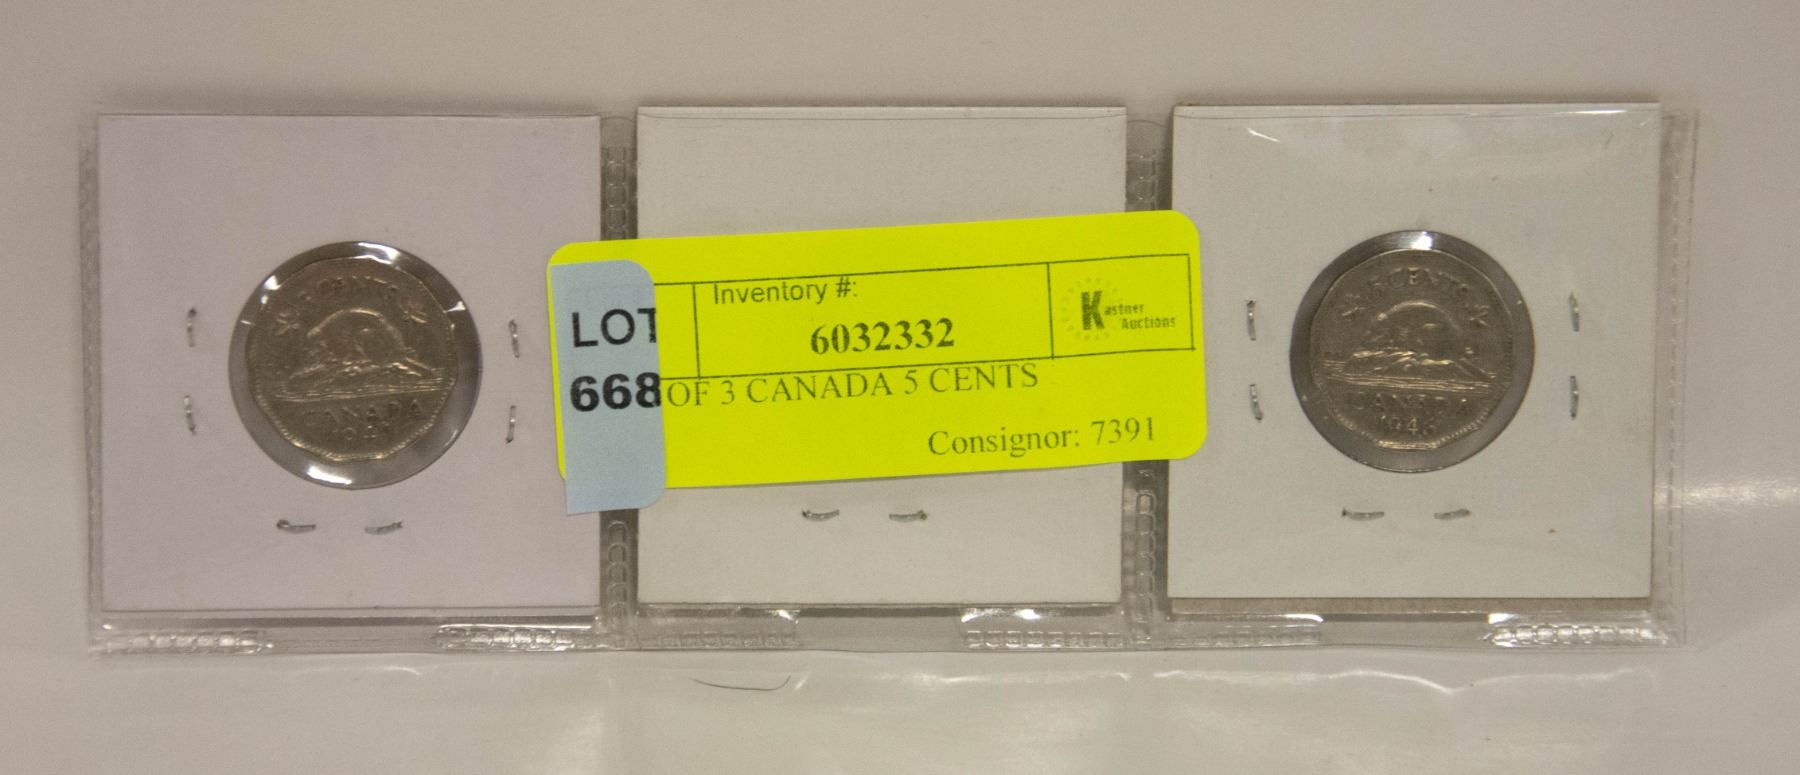 5 CENTS
CANADA
LOT
668
Inventory #:
6032332
Kastner
Auctions
OF 3 CANADA 5 CENTS
Consignor: 7391
5 CENTS
CANADA
1946